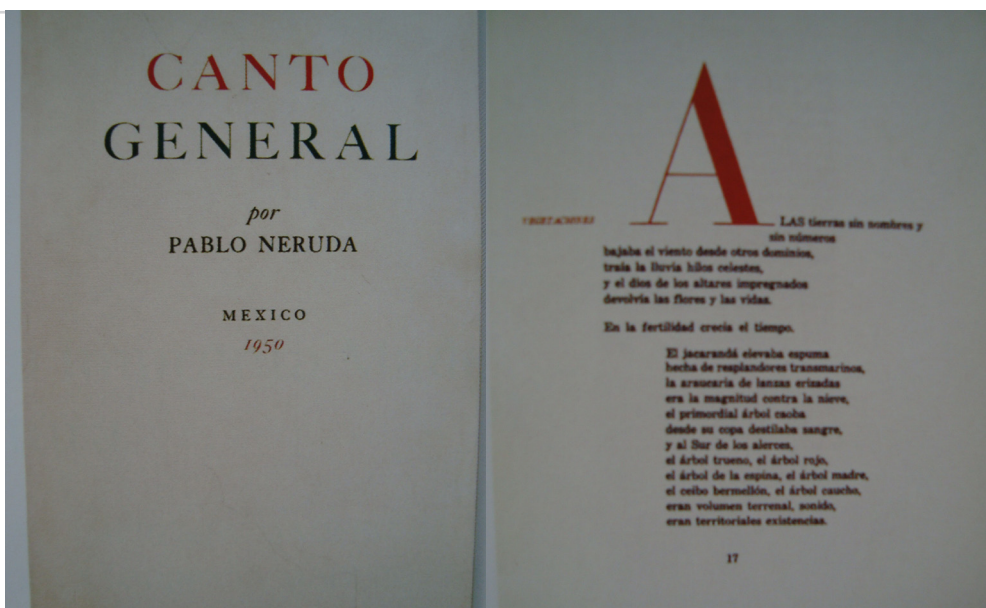 CANTO
GENERAL
por
PABLO NERUDA
MEXICO
1950
VEGETACIONES
A LAS tierras sin nombres y
sin números
bajaba el viento desde otros dominios,
traía la lluvia hilos celestes,
y el dios de los altares impregnados
devolvía las flores y las vidas.
En la fertilidad crecía el tiempo.
El jacarandá elevaba espuma
hecha de resplandores transmarinos,
la araucaria de lanzas erizadas
era la magnitud contra la nieve,
el primordial árbol caoba
desde su copa destilaba sangre,
y al Sur de los alerces,
el árbol trueno, el árbol rojo,
el árbol de la espina, el árbol madre,
el ceibo bermellón, el árbol caucho,
eran volumen terrenal, sonido,
eran territoriales existencias.
17